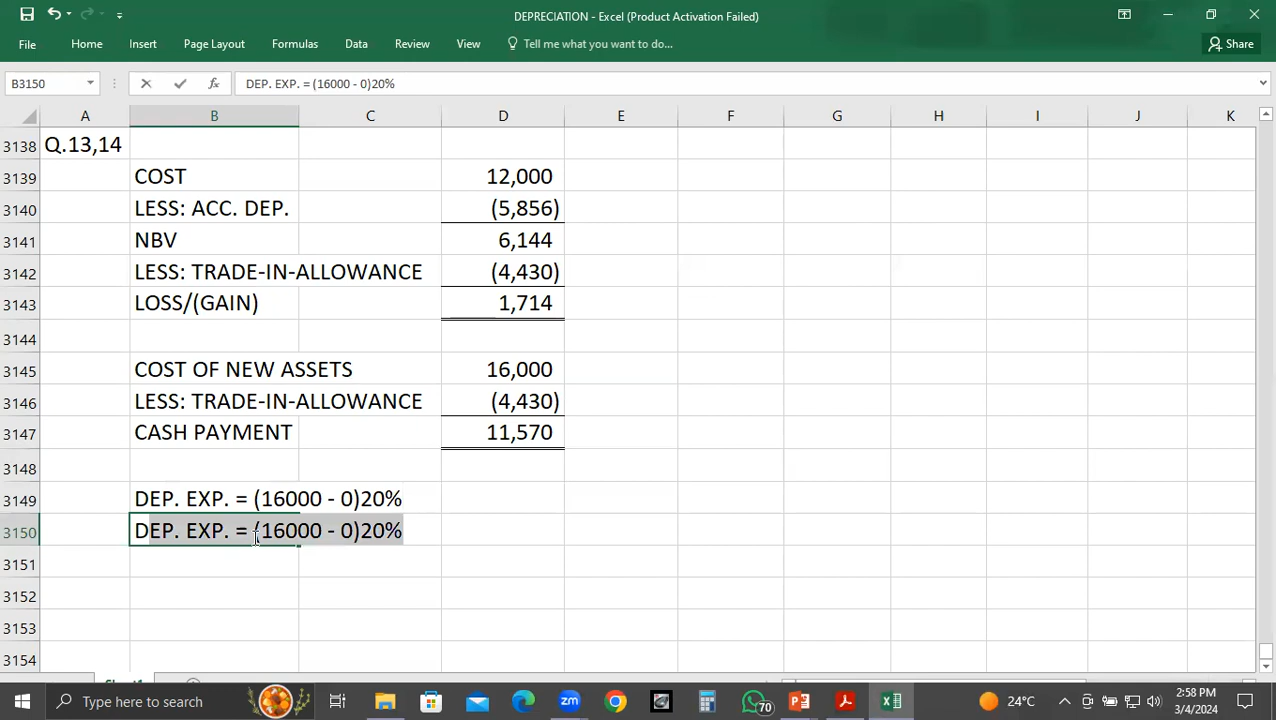 DEPRECIATION - Excel (Product Activation Failed)
File Home Insert Page Layout Formulas Data Review View Tell me what you want to do... Share
B3150 fx DEP. EXP. = (16000 - 0)20%
A B C D E F G H I J K
3138 Q.13,14
3139 COST 12,000
3140 LESS: ACC. DEP. (5,856)
3141 NBV 6,144
3142 LESS: TRADE-IN-ALLOWANCE (4,430)
3143 LOSS/(GAIN) 1,714
3144
3145 COST OF NEW ASSETS 16,000
3146 LESS: TRADE-IN-ALLOWANCE (4,430)
3147 CASH PAYMENT 11,570
3148
3149 DEP. EXP. = (16000 - 0)20%
3150 DEP. EXP. = (16000 - 0)20%
3151
3152
3153
3154
Type here to search 70 24°C 2:58 PM
3/4/2024